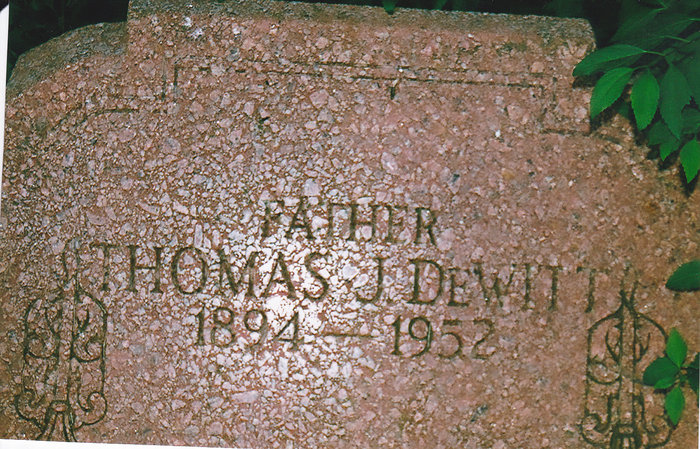 FATHER
THOMAS J. DEWITT
1894 — 1952